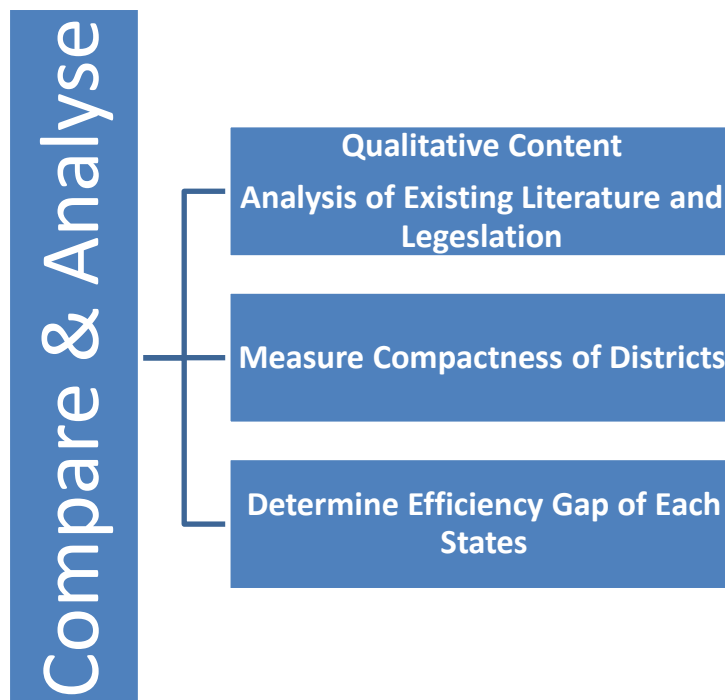 Compare & Analyse
Qualitative Content
Analysis of Existing Literature and
Legeslation
Measure Compactness of Districts
Determine Efficiency Gap of Each
States